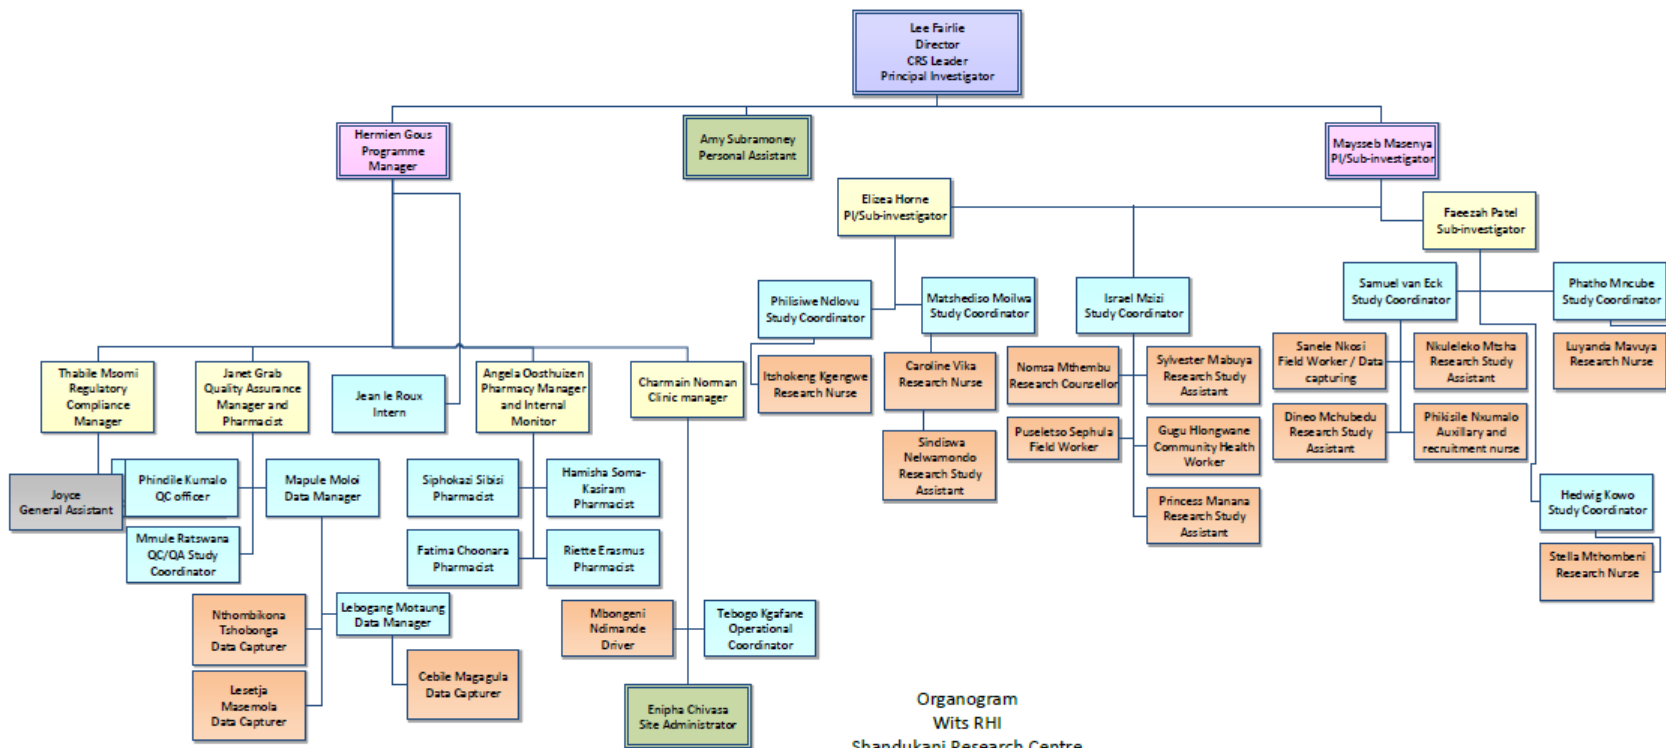 Lee Fairlie
Director
CRS Leader
Principal Investigator
Hermien Gous
Programme
Manager
Amy Subramoney
Personal Assistant
Maysseb Masenya
PI/Sub-investigator
Elizea Horne
PI/Sub-investigator
Faeezah Patel
Sub-investigator
Philisiwe Ndlovu
Study Coordinator
Matshediso Moilwa
Study Coordinator
Israel Mzizi
Study Coordinator
Samuel van Eck
Study Coordinator
Phatho Mncube
Study Coordinator
Thabile Msomi
Regulatory
Compliance
Manager
Janet Grab
Quality Assurance
Manager and
Pharmacist
Jean le Roux
Intern
Angela Oosthuizen
Pharmacy Manager
and Internal
Monitor
Charmain Norman
Clinic manager
Itshokeng Kgengwe
Research Nurse
Caroline Vika
Research Nurse
Nomsa Mthembu
Research Counsellor
Sylvester Mabuya
Research Study
Assistant
Sanele Nkosi
Field Worker / Data
capturing
Nkuleleko Mtsha
Research Study
Assistant
Luyanda Mavuya
Research Nurse
Sindiswa
Nelwamondo
Research Study
Assistant
Puseletso Sephula
Field Worker
Gugu Hlongwane
Community Health
Worker
Dineo Mchubedu
Research Study
Assistant
Phikisile Nxumalo
Auxillary and
recruitment nurse
Joyce
General Assistant
Phindile Kumalo
QC officer
Mapule Moloi
Data Manager
Siphokazi Sibisi
Pharmacist
Hamisha Soma-
Kasiram
Pharmacist
Princess Manana
Research Study
Assistant
Hedwig Kowo
Study Coordinator
Mmule Ratswana
QC/QA Study
Coordinator
Fatima Choonara
Pharmacist
Riette Erasmus
Pharmacist
Stella Mthombeni
Research Nurse
Nthombikona
Tshobonga
Data Capturer
Lebogang Motaung
Data Manager
Mbongeni
Ndimande
Driver
Tebogo Kgafane
Operational
Coordinator
Lesetja
Masemola
Data Capturer
Cebile Magagula
Data Capturer
Enipha Chivasa
Site Administrator
Organogram
Wits RHI
Shandukani Research Centre